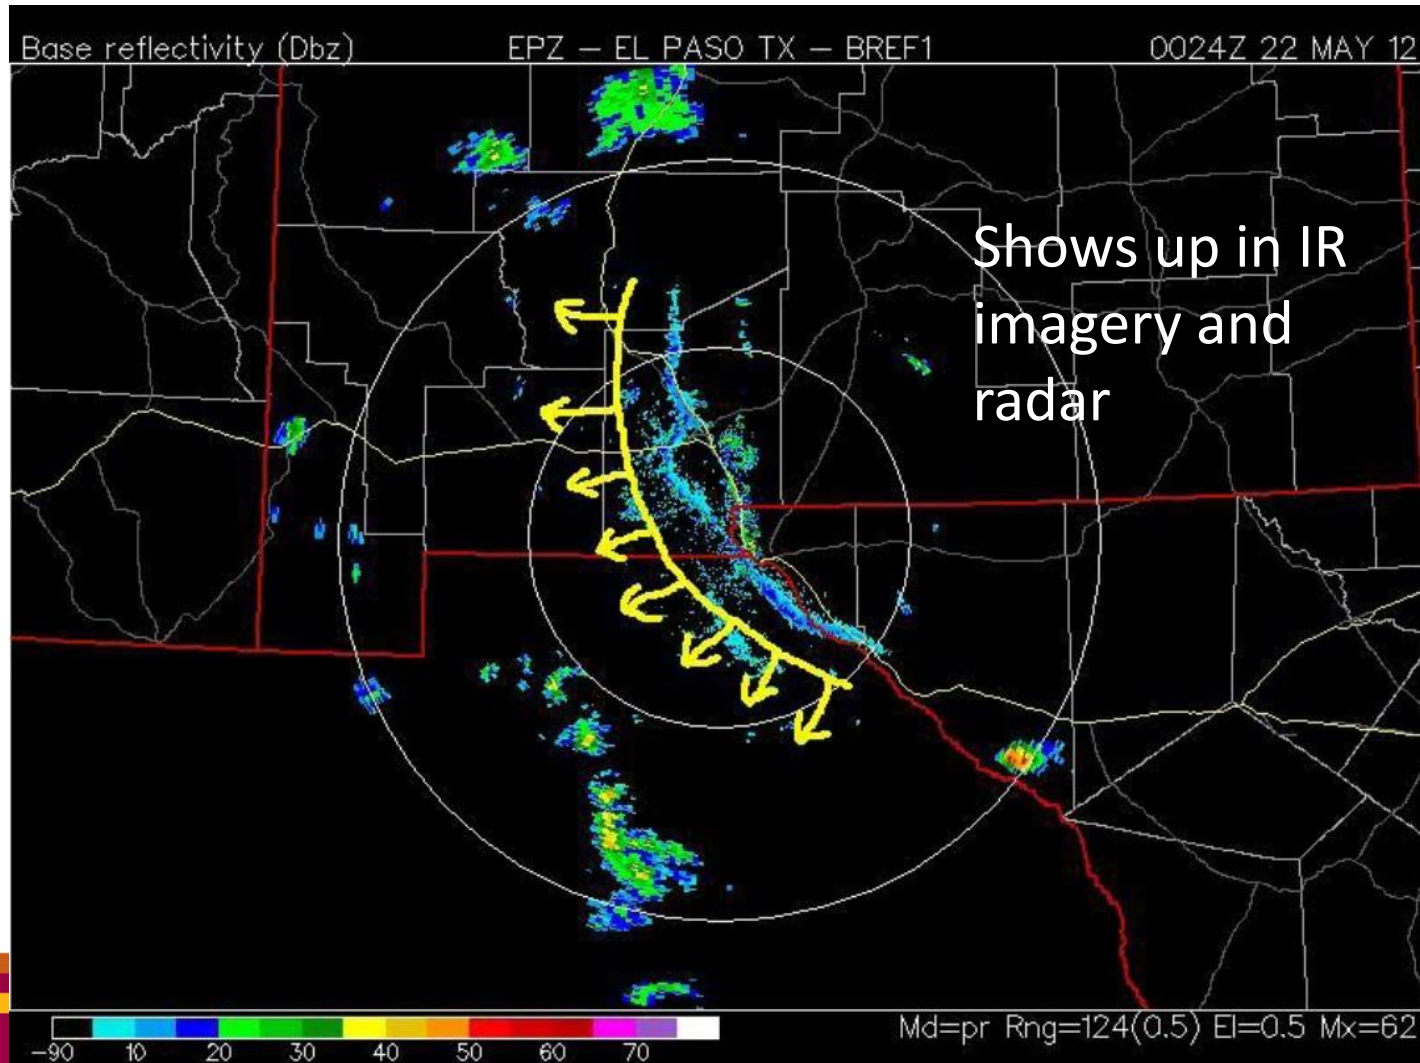 Base reflectivity (Dbz) EPZ – EL PASO TX – BREF1 0024Z 22 MAY 12
Shows up in IR
imagery and
radar
Md=pr Rng=124(0.5) El=0.5 Mx=62
–90 10 20 30 40 50 60 70